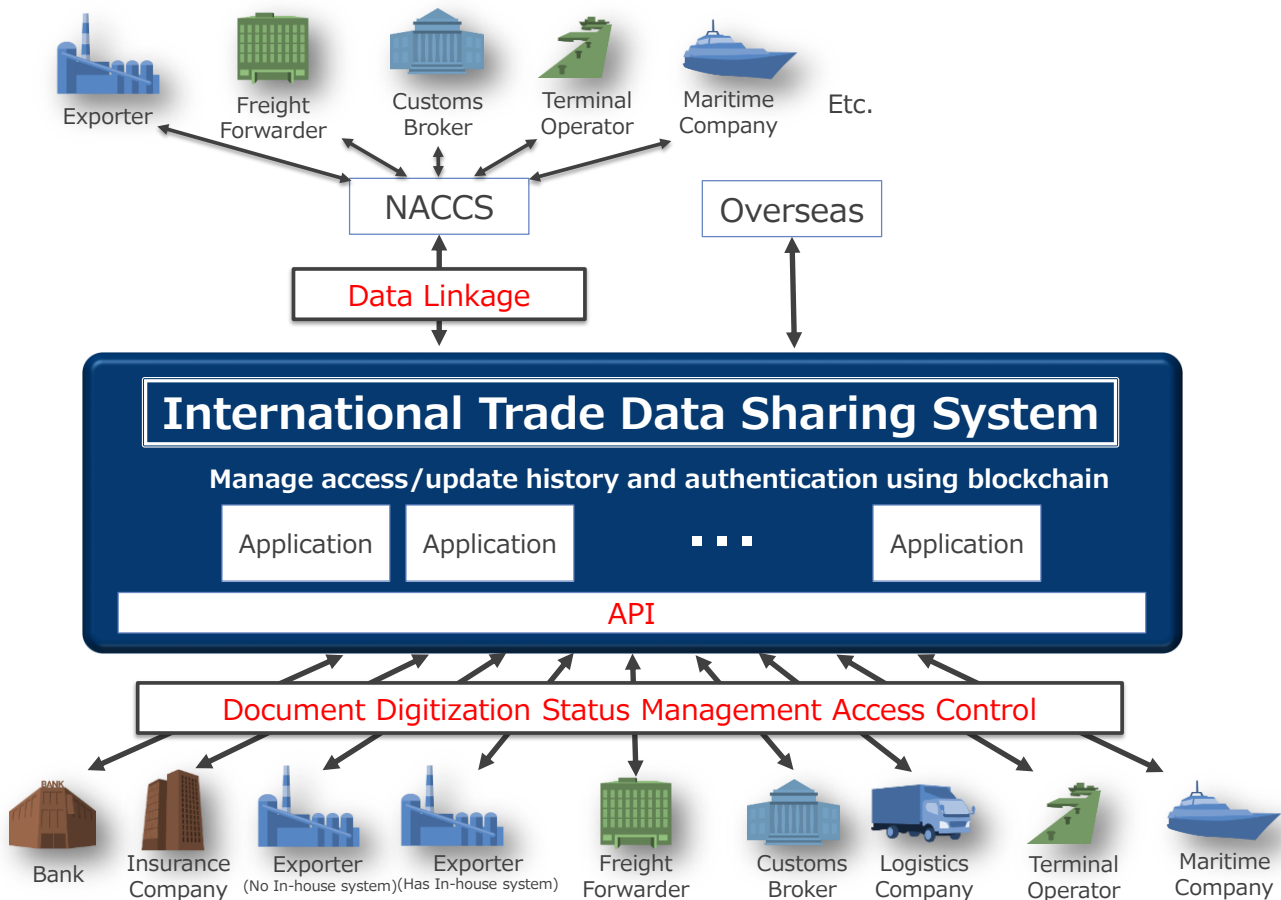 Exporter
Freight
Forwarder
Customs
Broker
Terminal
Operator
Maritime
Company
Etc.
NACCS
Overseas
Data Linkage
International Trade Data Sharing System
Manage access/update history and authentication using blockchain
Application
Application
...
Application
API
Document Digitization Status Management Access Control
BANK
Bank
Insurance
Company
Exporter
(No In-house system)
Exporter
(Has In-house system)
Freight
Forwarder
Customs
Broker
Logistics
Company
Terminal
Operator
Maritime
Company